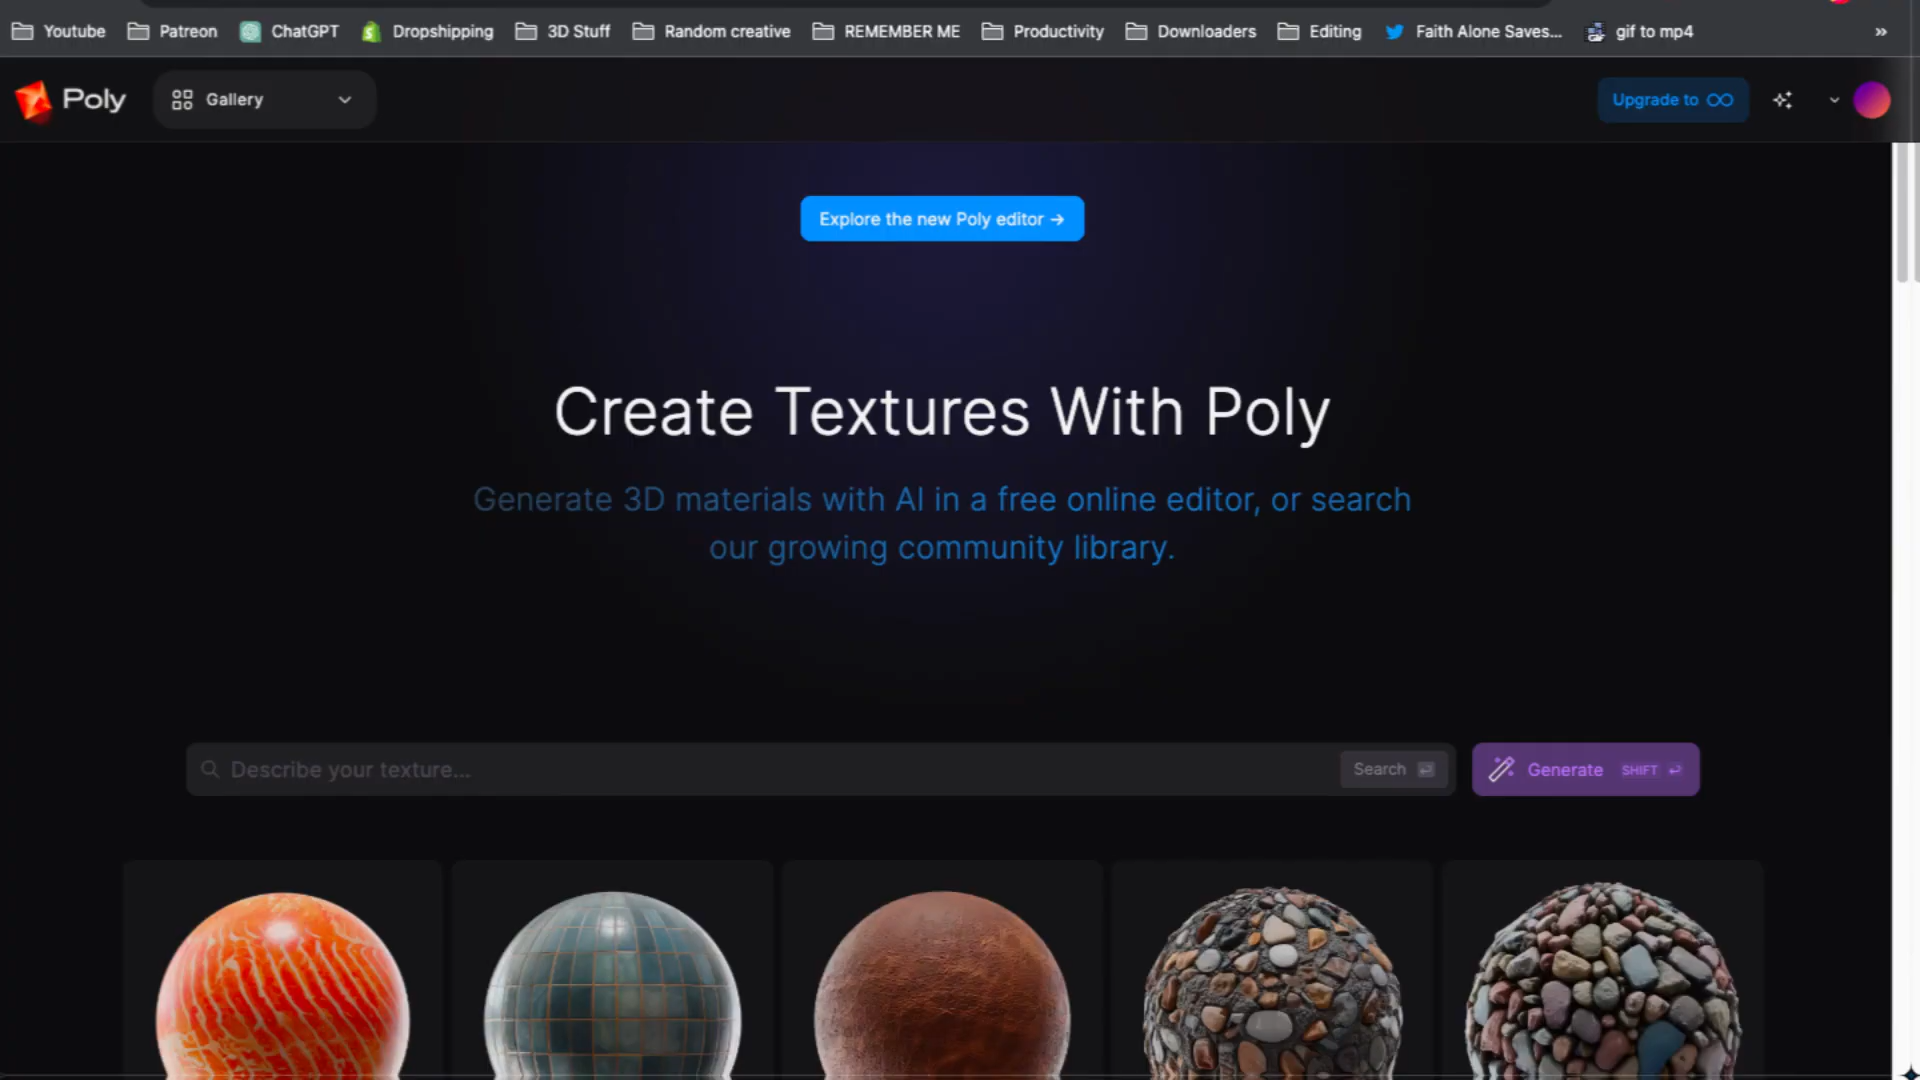 Youtube Patreon ChatGPT Dropshipping 3D Stuff Random creative REMEMBER ME Productivity Downloaders Editing Faith Alone Saves... gif to mp4 »
Poly Gallery Upgrade to
Explore the new Poly editor →
Create Textures With Poly
Generate 3D materials with AI in a free online editor, or search
our growing community library.
Describe your texture... Search Generate SHIFT